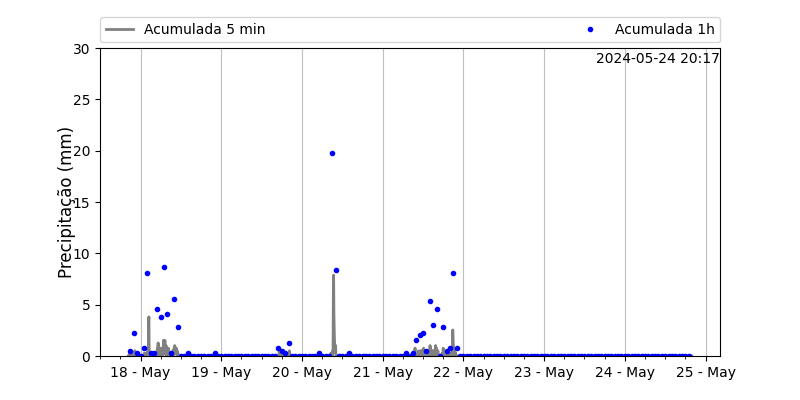 Acumulada 5 min
Acumulada 1h
2024-05-24 20:17
Precipitação (mm)
30
25
20
15
10
5
0
18 - May
19 - May
20 - May
21 - May
22 - May
23 - May
24 - May
25 - May